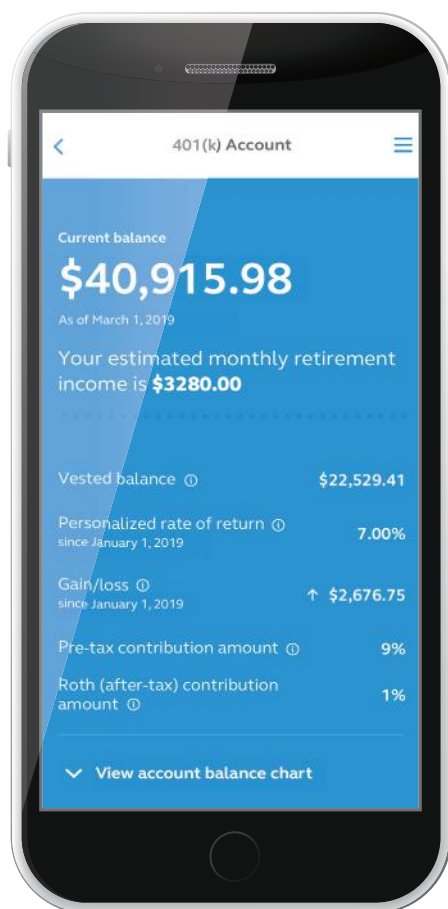 401(k) Account
Current balance
$40,915.98
As of March 1, 2019
Your estimated monthly retirement
income is $3280.00
Vested balance
$22,529.41
Personalized rate of return
since January 1, 2019
7.00%
Gain/loss
since January 1, 2019
↑ $2,676.75
Pre-tax contribution amount
9%
Roth (after-tax) contribution
amount
1%
View account balance chart